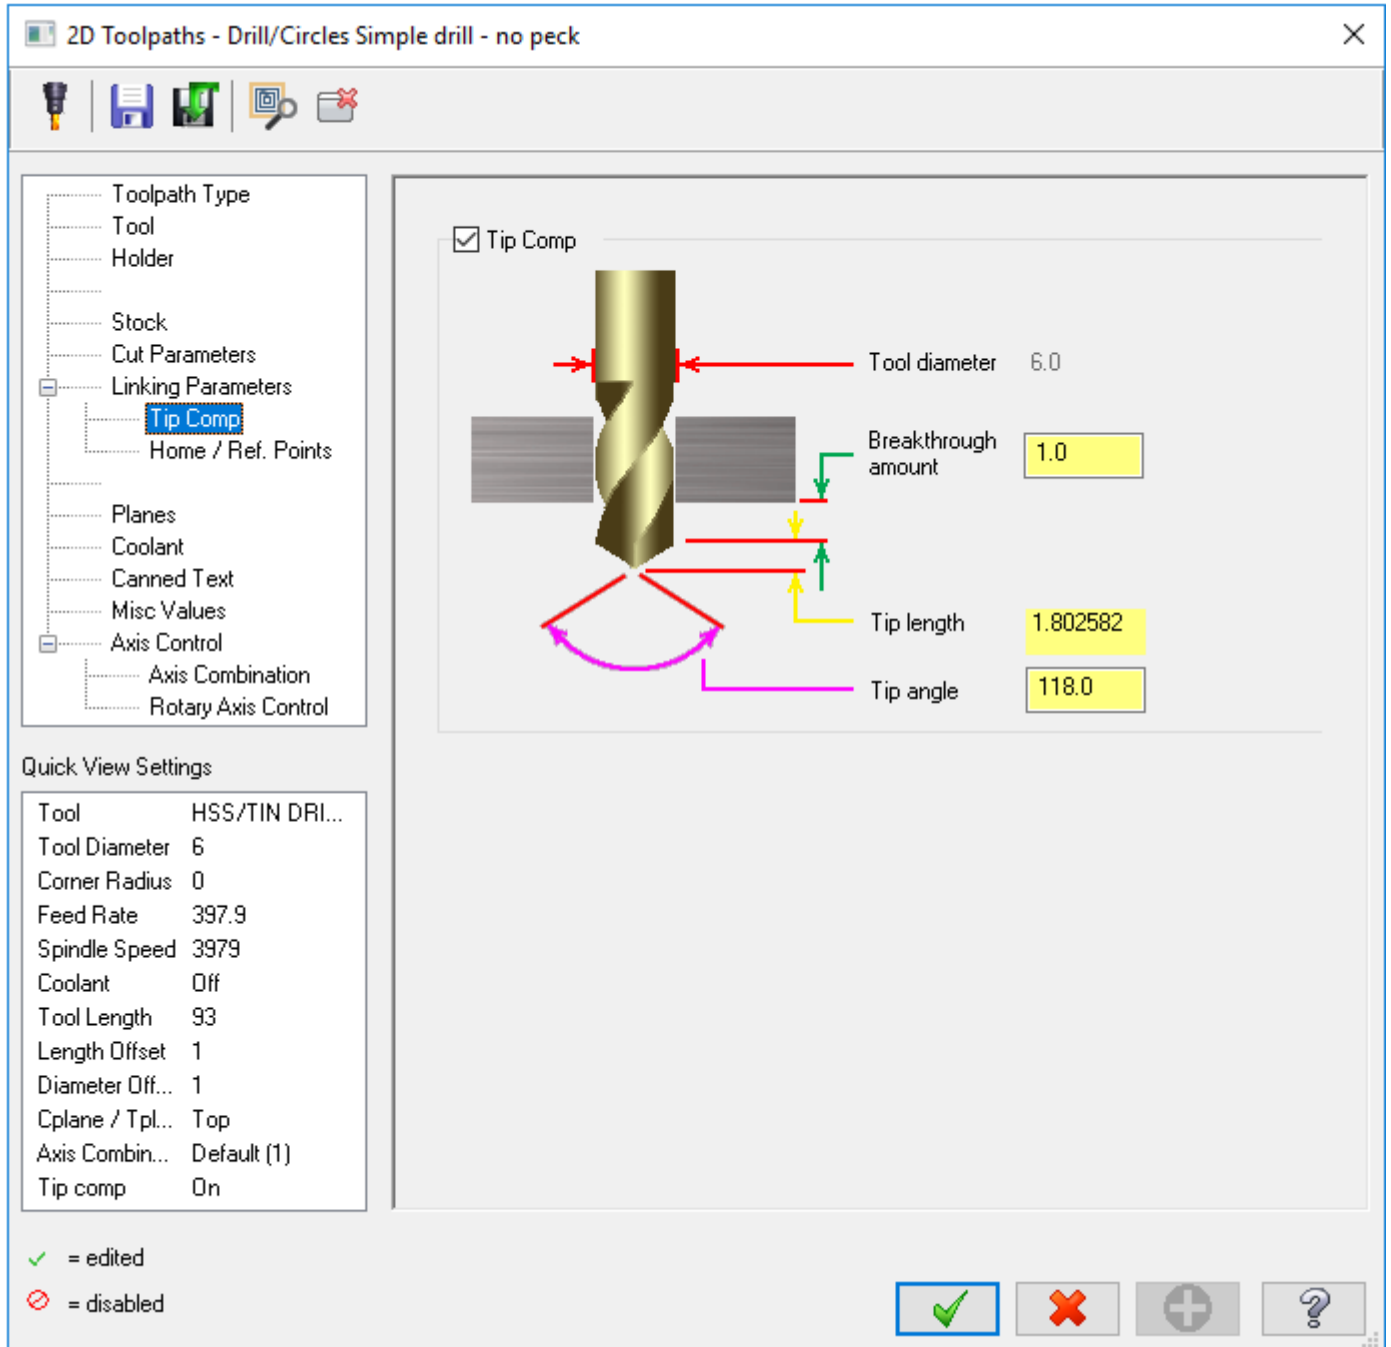 2D Toolpaths - Drill/Circles Simple drill - no peck
Toolpath Type
Tool
Holder
Stock
Cut Parameters
Linking Parameters
Tip Comp
Home / Ref. Points
Planes
Coolant
Canned Text
Misc Values
Axis Control
Axis Combination
Rotary Axis Control
Quick View Settings
Tool HSS/TIN DRI...
Tool Diameter 6
Corner Radius 0
Feed Rate 397.9
Spindle Speed 3979
Coolant Off
Tool Length 93
Length Offset 1
Diameter Off... 1
Cplane / Tpl... Top
Axis Combin... Default (1)
Tip comp On
= edited
= disabled
Tip Comp
Tool diameter 6.0
Breakthrough
amount 1.0
Tip length 1.802582
Tip angle 118.0